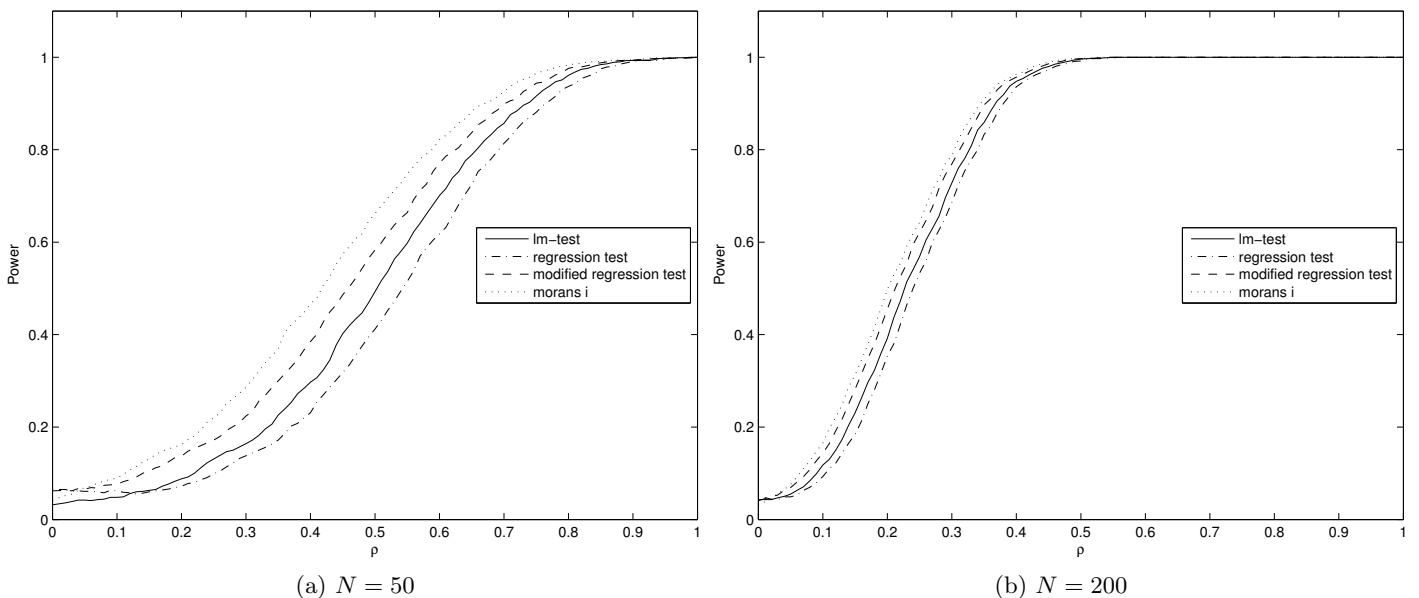 1
0.8
0.6
0.4
0.2
0
Power
0 0.1 0.2 0.3 0.4 0.5 0.6 0.7 0.8 0.9 1
ρ
lm−test
regression test
modified regression test
morans i
(a) N = 50
1
0.8
0.6
0.4
0.2
0
Power
0 0.1 0.2 0.3 0.4 0.5 0.6 0.7 0.8 0.9 1
ρ
lm−test
regression test
modified regression test
morans i
(b) N = 200